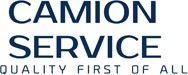 CAMION
SERVICE
QUALITY FIRST OF ALL